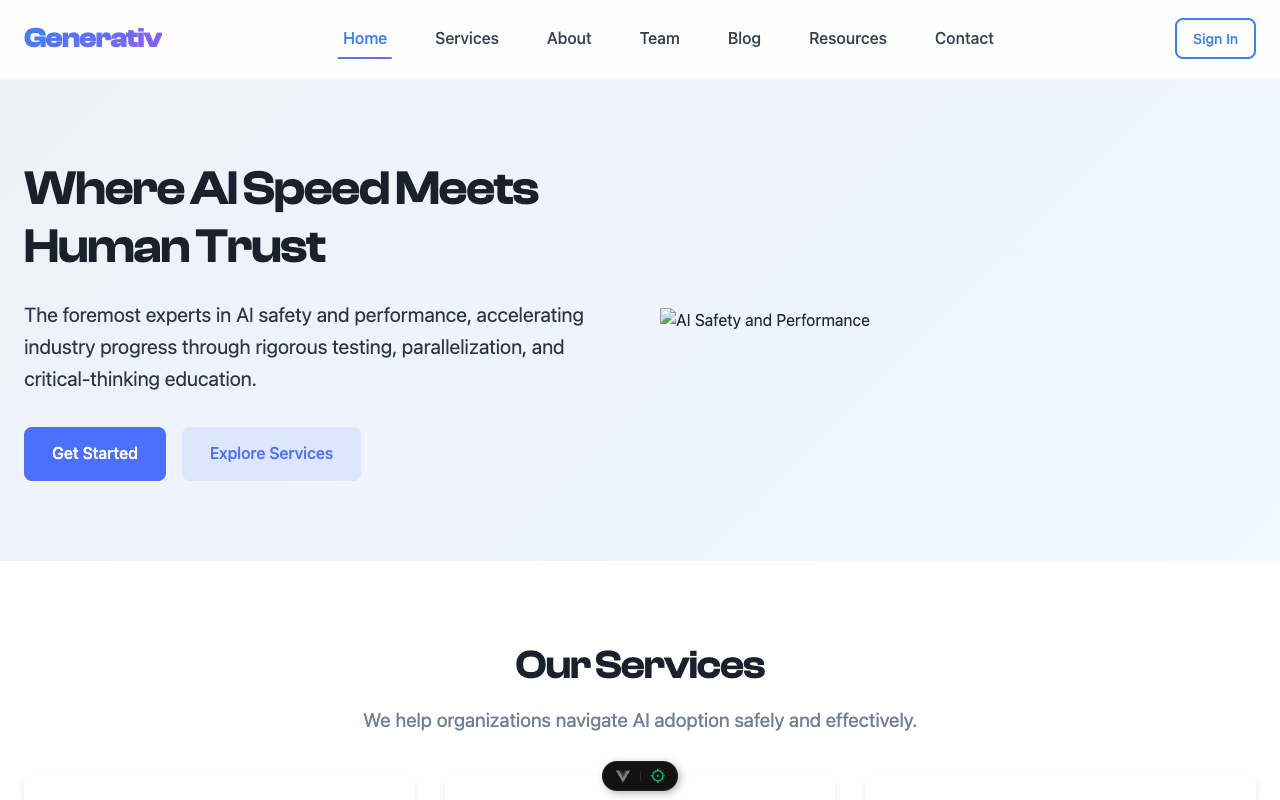 Generativ
Home
Services
About
Team
Blog
Resources
Contact
Sign In
Where AI Speed Meets
Human Trust
The foremost experts in AI safety and performance, accelerating
industry progress through rigorous testing, parallelization, and
critical-thinking education.
AI Safety and Performance
Get Started
Explore Services
Our Services
We help organizations navigate AI adoption safely and effectively.